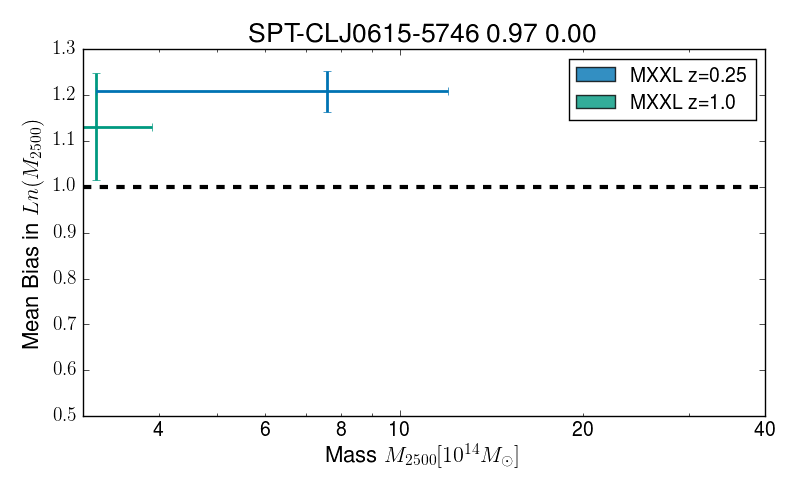 SPT-CLJ0615-5746 0.97 0.00
1.3
1.2
1.1
1.0
0.9
0.8
0.7
0.6
0.5
Mean Bias in Ln(M₂₅₀₀)
MXXL z=0.25
MXXL z=1.0
4 6 8 10 20 40
Mass M₂₅₀₀[10¹⁴M☉]